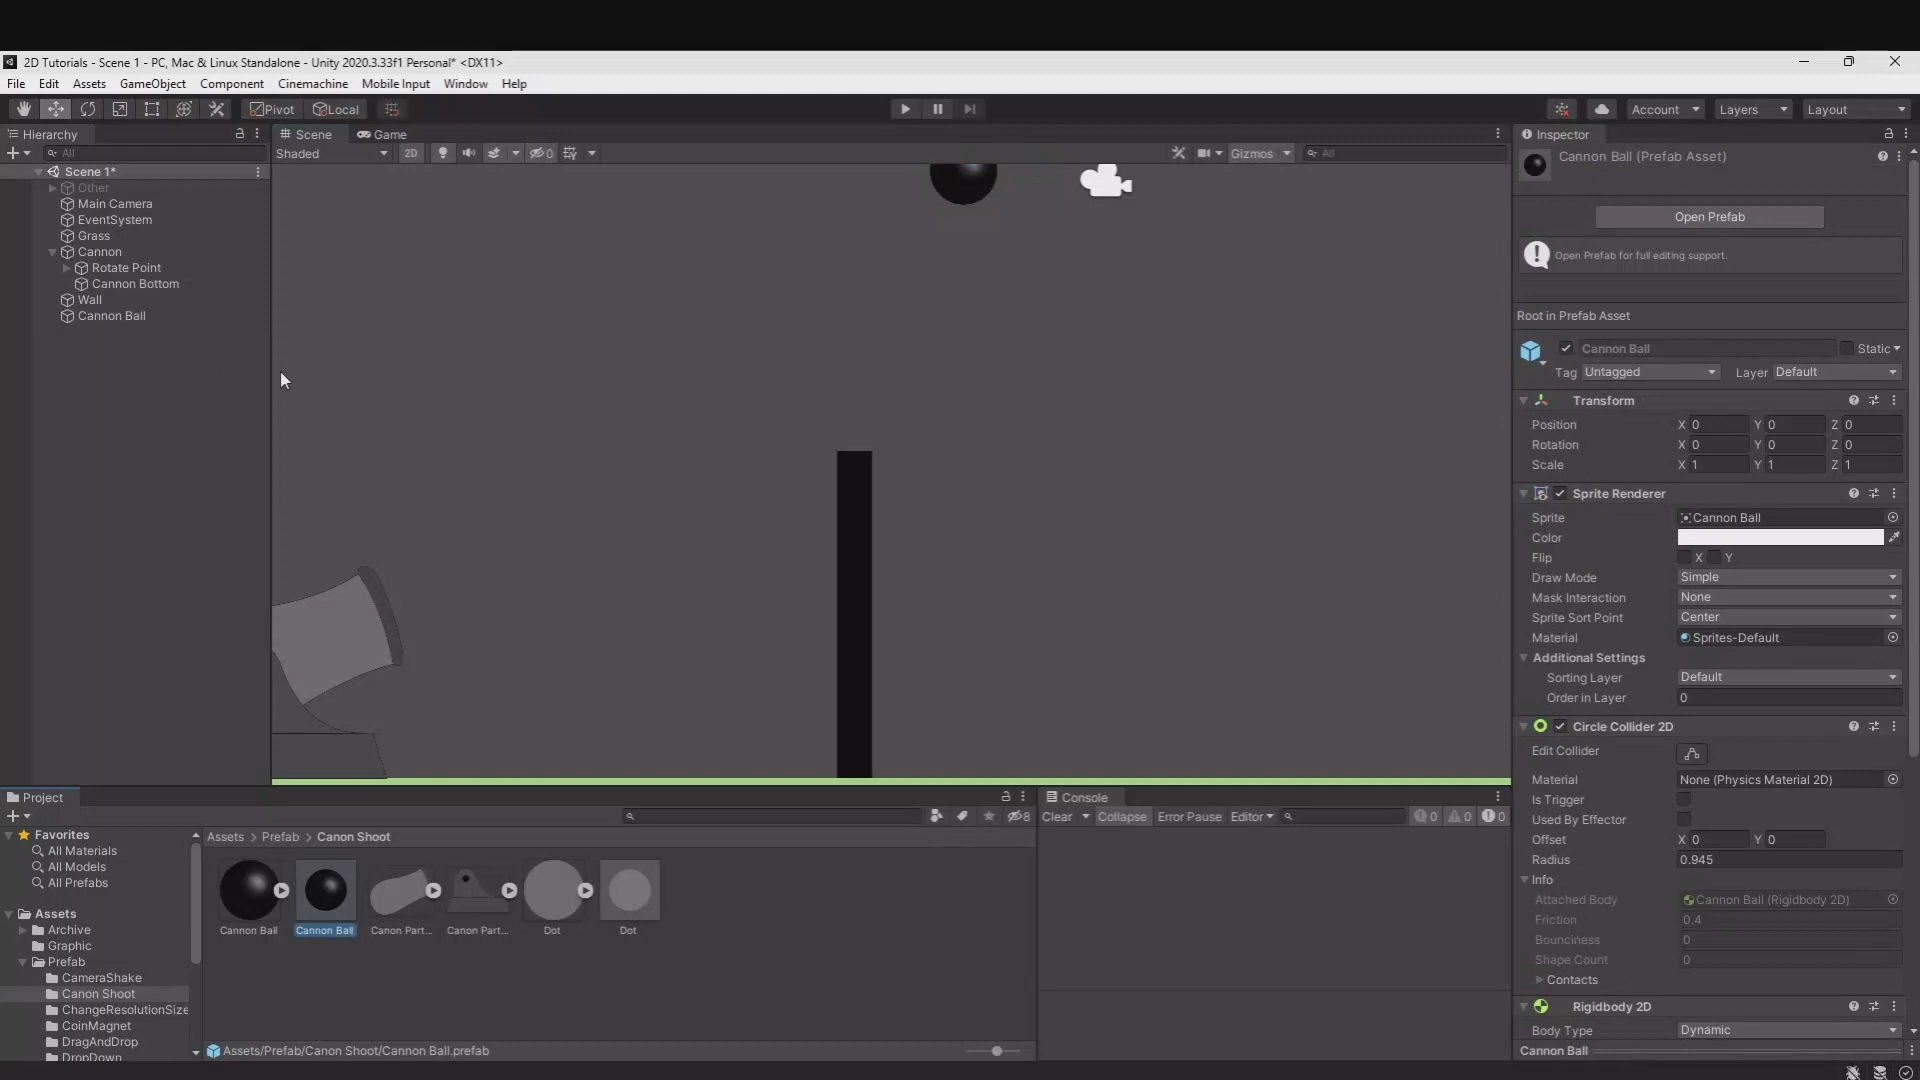 2D Tutorials - Scene 1 - PC, Mac & Linux Standalone - Unity 2020.3.33f1 Personal* <DX11>
File Edit Assets GameObject Component Cinemachine Mobile Input Window Help
Pivot Local Account Layers Layout
Hierarchy
All
Scene 1*
Other
Main Camera
EventSystem
Grass
Cannon
Rotate Point
Cannon Bottom
Wall
Cannon Ball
Scene Game
Shaded 2D 0 Gizmos All
Inspector
Cannon Ball (Prefab Asset)
Open Prefab
Open Prefab for full editing support.
Root in Prefab Asset
Cannon Ball Static
Tag Untagged Layer Default
Transform
Position X 0 Y 0 Z 0
Rotation X 0 Y 0 Z 0
Scale X 1 Y 1 Z 1
Sprite Renderer
Sprite Cannon Ball
Color
Flip X Y
Draw Mode Simple
Mask Interaction None
Sprite Sort Point Center
Material Sprites-Default
Additional Settings
Sorting Layer Default
Order in Layer 0
Circle Collider 2D
Edit Collider
Material None (Physics Material 2D)
Is Trigger
Used By Effector
Offset X 0 Y 0
Radius 0.945
Info
Attached Body Cannon Ball (Rigidbody 2D)
Friction 0.4
Bounciness 0
Shape Count 0
Contacts
Rigidbody 2D
Body Type Dynamic
Cannon Ball
Project
8
Favorites
All Materials
All Models
All Prefabs
Assets
Archive
Graphic
Prefab
CameraShake
Canon Shoot
ChangeResolutionSize
CoinMagnet
DragAndDrop
DropDown
Assets > Prefab > Canon Shoot
Cannon Ball Cannon Ball Canon Part... Canon Part... Dot Dot
Assets/Prefab/Canon Shoot/Cannon Ball.prefab
Console
Clear Collapse Error Pause Editor 0 0 0